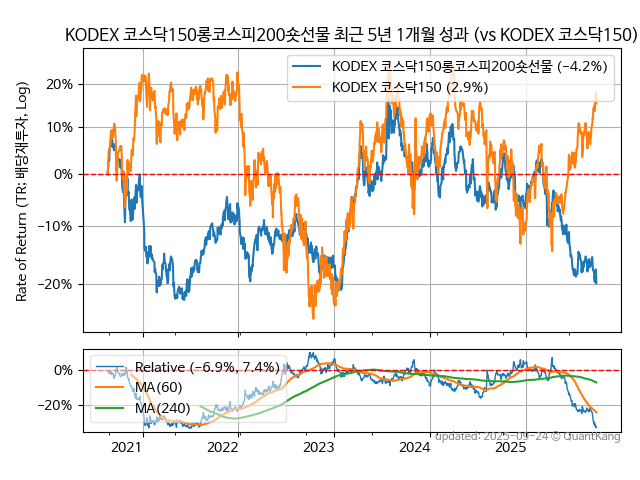 KODEX 코스닥150롱코스피200숏선물 최근 5년 1개월 성과 (vs KODEX 코스닥150)
Rate of Return (TR: 배당재투자, Log)
20%
10%
0%
−10%
−20%
KODEX 코스닥150롱코스피200숏선물 (−4.2%)
KODEX 코스닥150 (2.9%)
0%
−20%
Relative (−6.9%, 7.4%)
MA(60)
MA(240)
2021
2022
2023
2024
2025
updated: 2025-09-24 © QuantKang